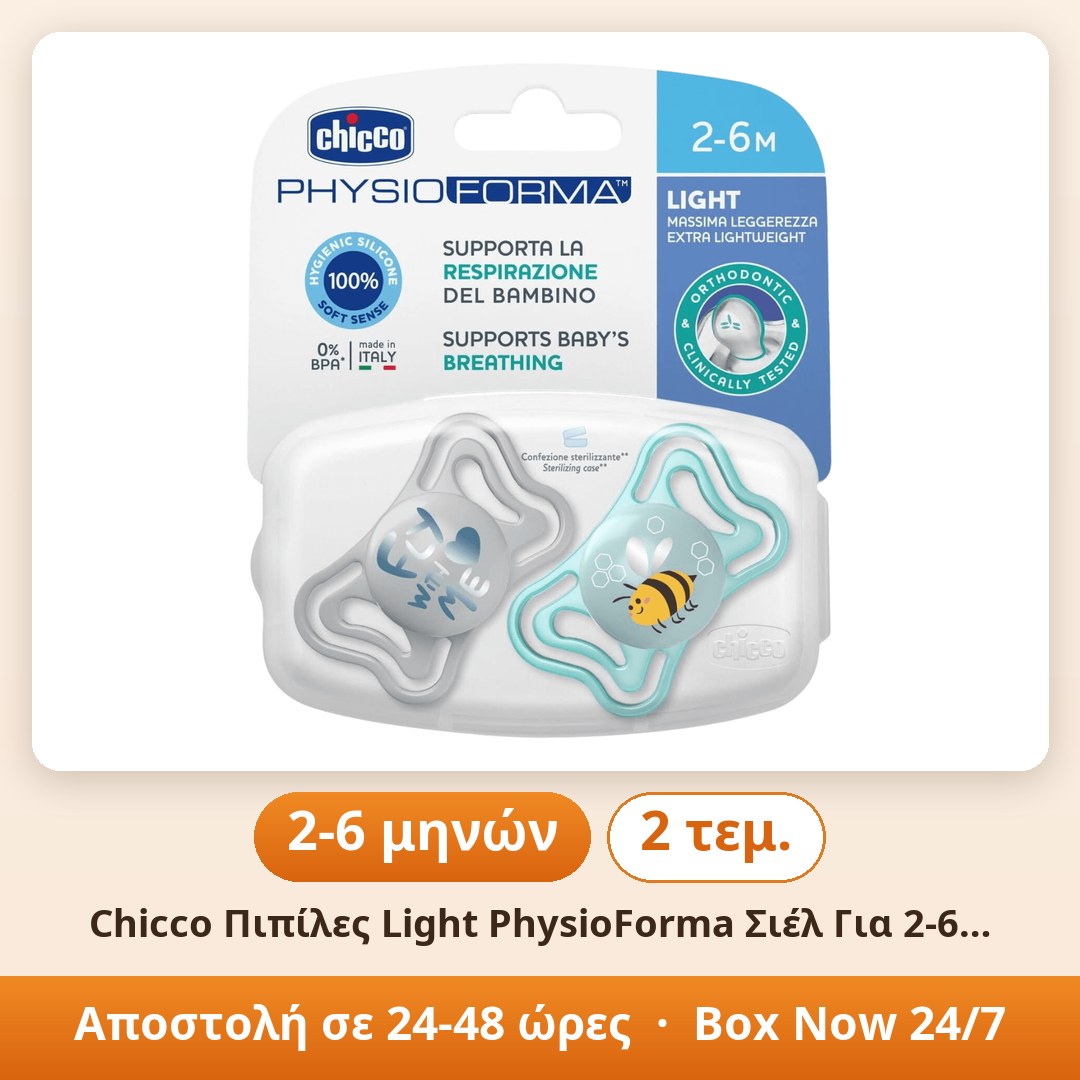 chicco
PHYSIOFORMA™
2-6M
LIGHT
MASSIMA LEGGEREZZA
EXTRA LIGHTWEIGHT
HYGIENIC SILICONE
100%
SOFT SENSE
SUPPORTA LA
RESPIRAZIONE
DEL BAMBINO
SUPPORTS BABY'S
BREATHING
0%
BPA*
made in
ITALY
ORTHODONTIC
& CLINICALLY TESTED &
Confezione sterilizzante**
Sterilizing case**
FLY
WITH
ME
chicco
2-6 μηνών
2 τεμ.
Chicco Πιπίλες Light PhysioForma Σιέλ Για 2-6...
Αποστολή σε 24-48 ώρες · Box Now 24/7